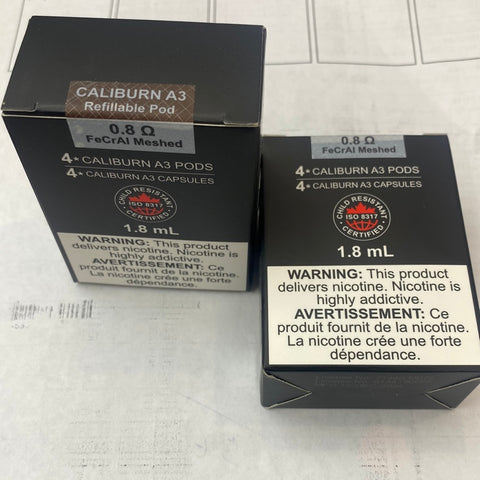 CALIBURN A3
Refillable Pod
0.8 Ω
FeCrAl Meshed
4* CALIBURN A3 PODS
4* CALIBURN A3 CAPSULES
CHILD RESISTANT
ISO 8317
CERTIFIED
1.8 mL
WARNING: This product
delivers nicotine. Nicotine is
highly addictive.
AVERTISSEMENT: Ce
produit fournit de la nicotine.
La nicotine crée une forte
dépendance.
0.8 Ω
FeCrAl Meshed
4* CALIBURN A3 PODS
4* CALIBURN A3 CAPSULES
CHILD RESISTANT
ISO 8317
CERTIFIED
1.8 mL
WARNING: This product
delivers nicotine. Nicotine is
highly addictive.
AVERTISSEMENT: Ce
produit fournit de la nicotine.
La nicotine crée une forte
dépendance.